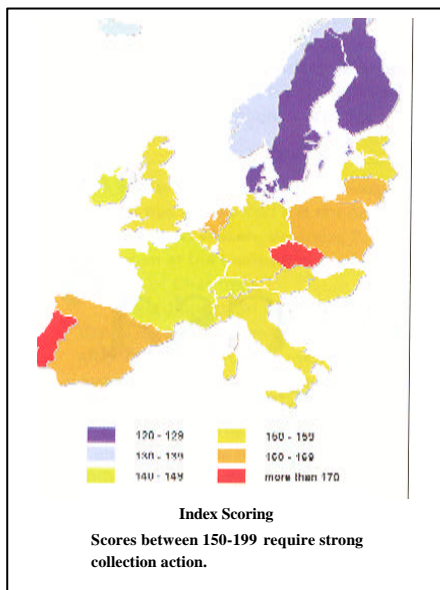 120 - 129 150 - 159
130 - 139 160 - 169
140 - 149 more than 170
Index Scoring
Scores between 150-199 require strong
collection action.